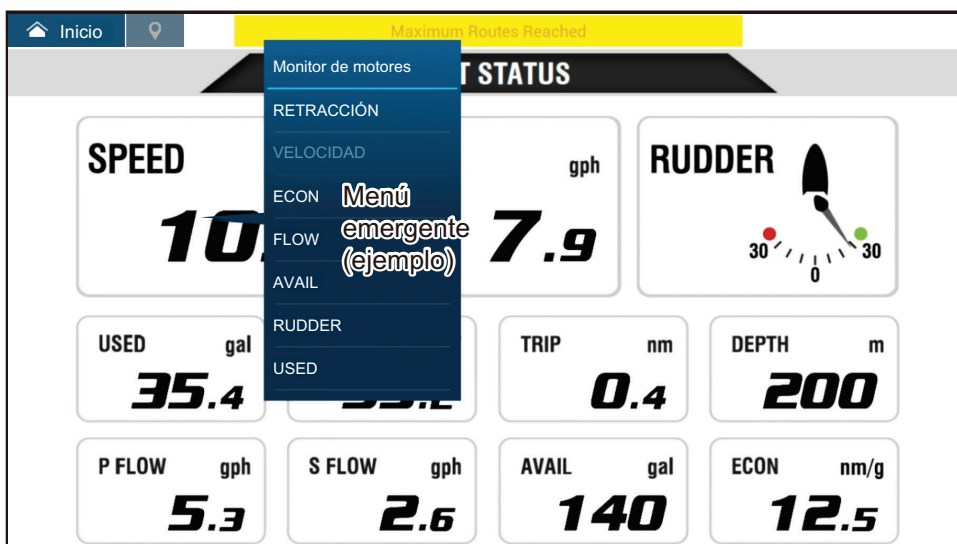 Inicio
Maximum Routes Reached
T STATUS
Monitor de motores
RETRACCIÓN
VELOCIDAD
ECON
FLOW
AVAIL
RUDDER
USED
Menú
emergente
(ejemplo)
SPEED
10.
gph
7.9
RUDDER
30
0
30
USED gal
35.4
TRIP nm
0.4
DEPTH m
200
P FLOW gph
5.3
S FLOW gph
2.6
AVAIL gal
140
ECON nm/g
12.5